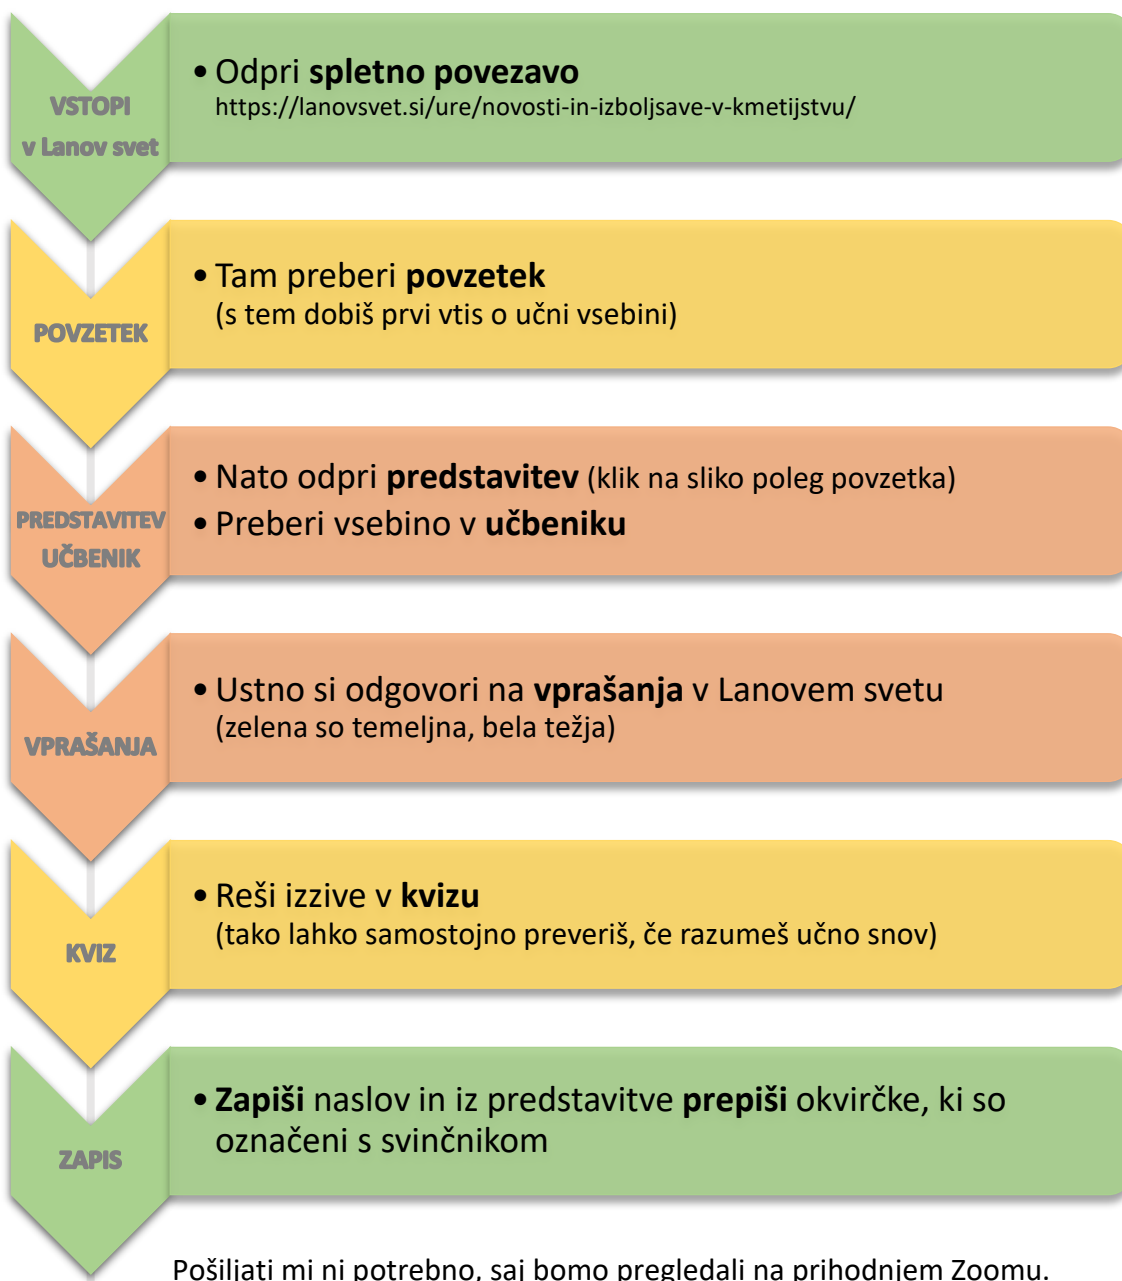 VSTOPI
v Lanov svet
• Odpri spletno povezavo
https://lanovsvet.si/ure/novosti-in-izboljsave-v-kmetijstvu/
POVZETEK
• Tam preberi povzetek
(s tem dobiš prvi vtis o učni vsebini)
PREDSTAVITEV
UČBENIK
• Nato odpri predstavitev (klik na sliko poleg povzetka)
• Preberi vsebino v učbeniku
VPRAŠANJA
• Ustno si odgovori na vprašanja v Lanovem svetu
(zelena so temeljna, bela težja)
KVIZ
• Reši izzive v kvizu
(tako lahko samostojno preveriš, če razumeš učno snov)
ZAPIS
• Zapiši naslov in iz predstavitve prepiši okvirčke, ki so
označeni s svinčnikom
Pošiljati mi ni potrebno, saj bomo pregledali na prihodnjem Zoomu.